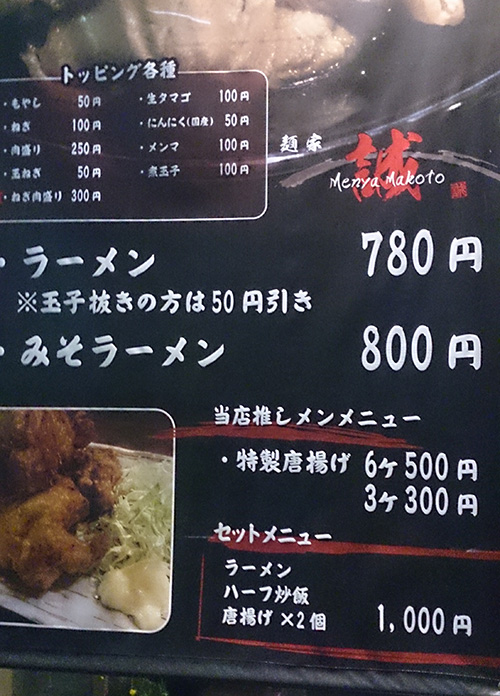 トッピング各種
・もやし 50円
・ねぎ 100円
・肉盛り 250円
・玉ねぎ 50円
・ねぎ肉盛り 300円
・生タマゴ 100円
・にんにく(国産) 50円
・メンマ 100円
・煮玉子 100円
麺家 誠
Menya Makoto
・ラーメン 780円
※玉子抜きの方は50円引き
・みそラーメン 800円
当店推しメンメニュー
・特製唐揚げ 6ケ500円
3ケ300円
セットメニュー
ラーメン
ハーフ炒飯
唐揚げ×2個 1,000円